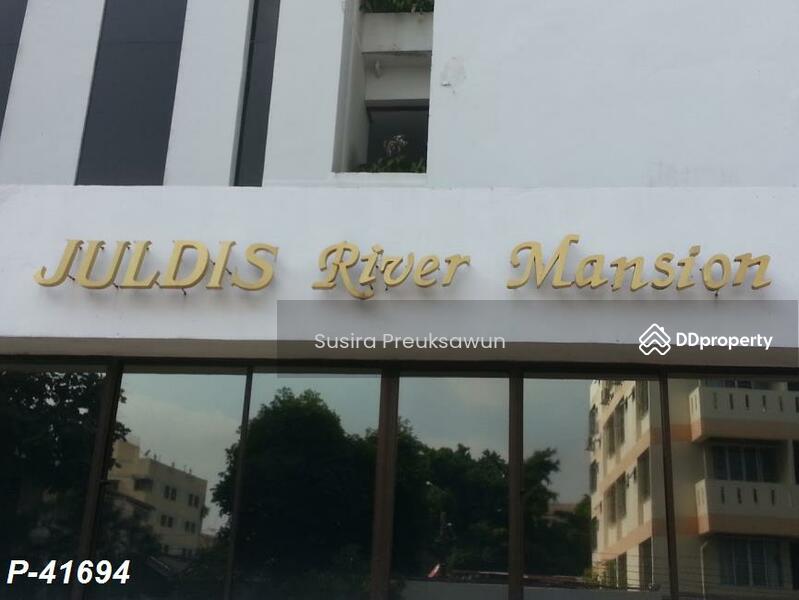 JULDIS River Mansion
Susira Preuksawun
DDproperty
P-41694